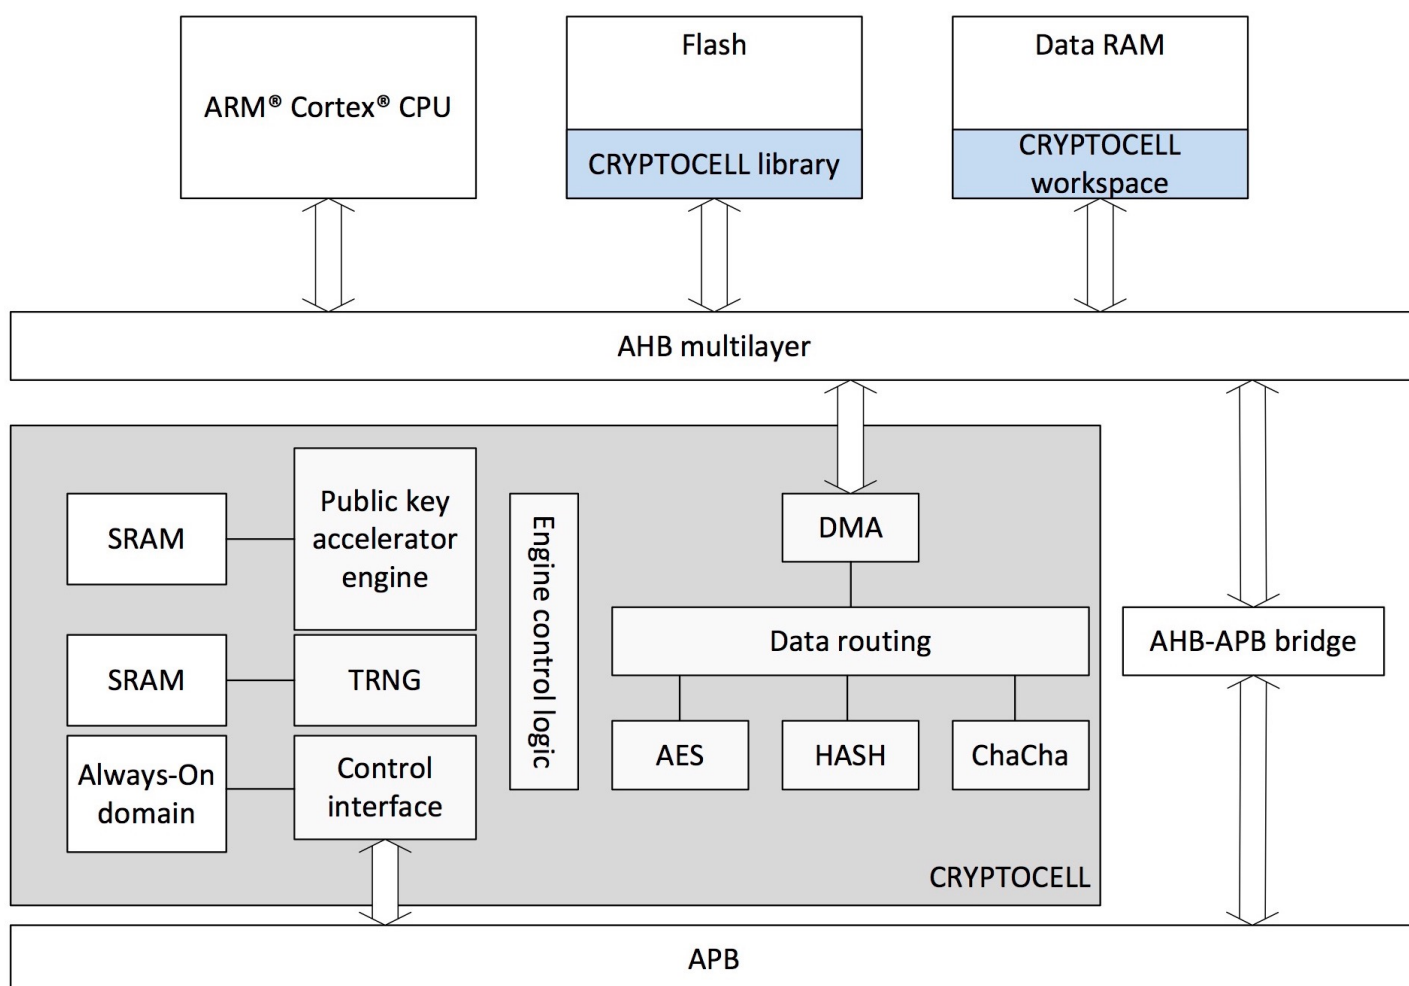 ARM® Cortex® CPU
Flash
CRYPTOCELL library
Data RAM
CRYPTOCELL
workspace
AHB multilayer
SRAM
Public key
accelerator
engine
SRAM
TRNG
Always-On
domain
Control
interface
Engine control logic
DMA
Data routing
AES
HASH
ChaCha
CRYPTOCELL
AHB-APB bridge
APB